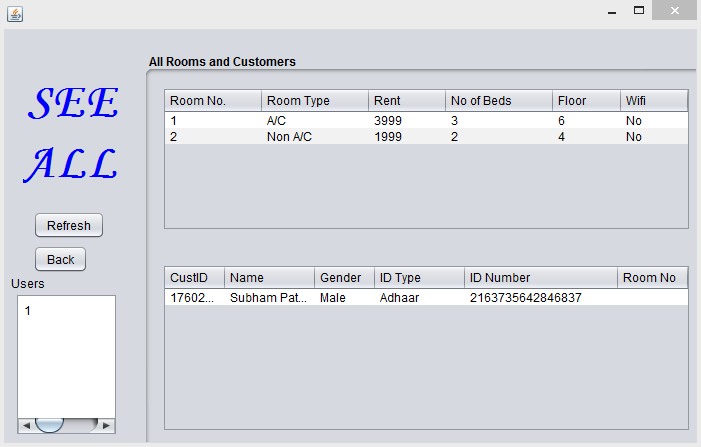 All Rooms and Customers
SEE
ALL
Refresh
Back
Users
1
Room No. Room Type Rent No of Beds Floor Wifi
1 A/C 3999 3 6 No
2 Non A/C 1999 2 4 No
CustID Name Gender ID Type ID Number Room No
17602... Subham Pat... Male Adhaar 2163735642846837